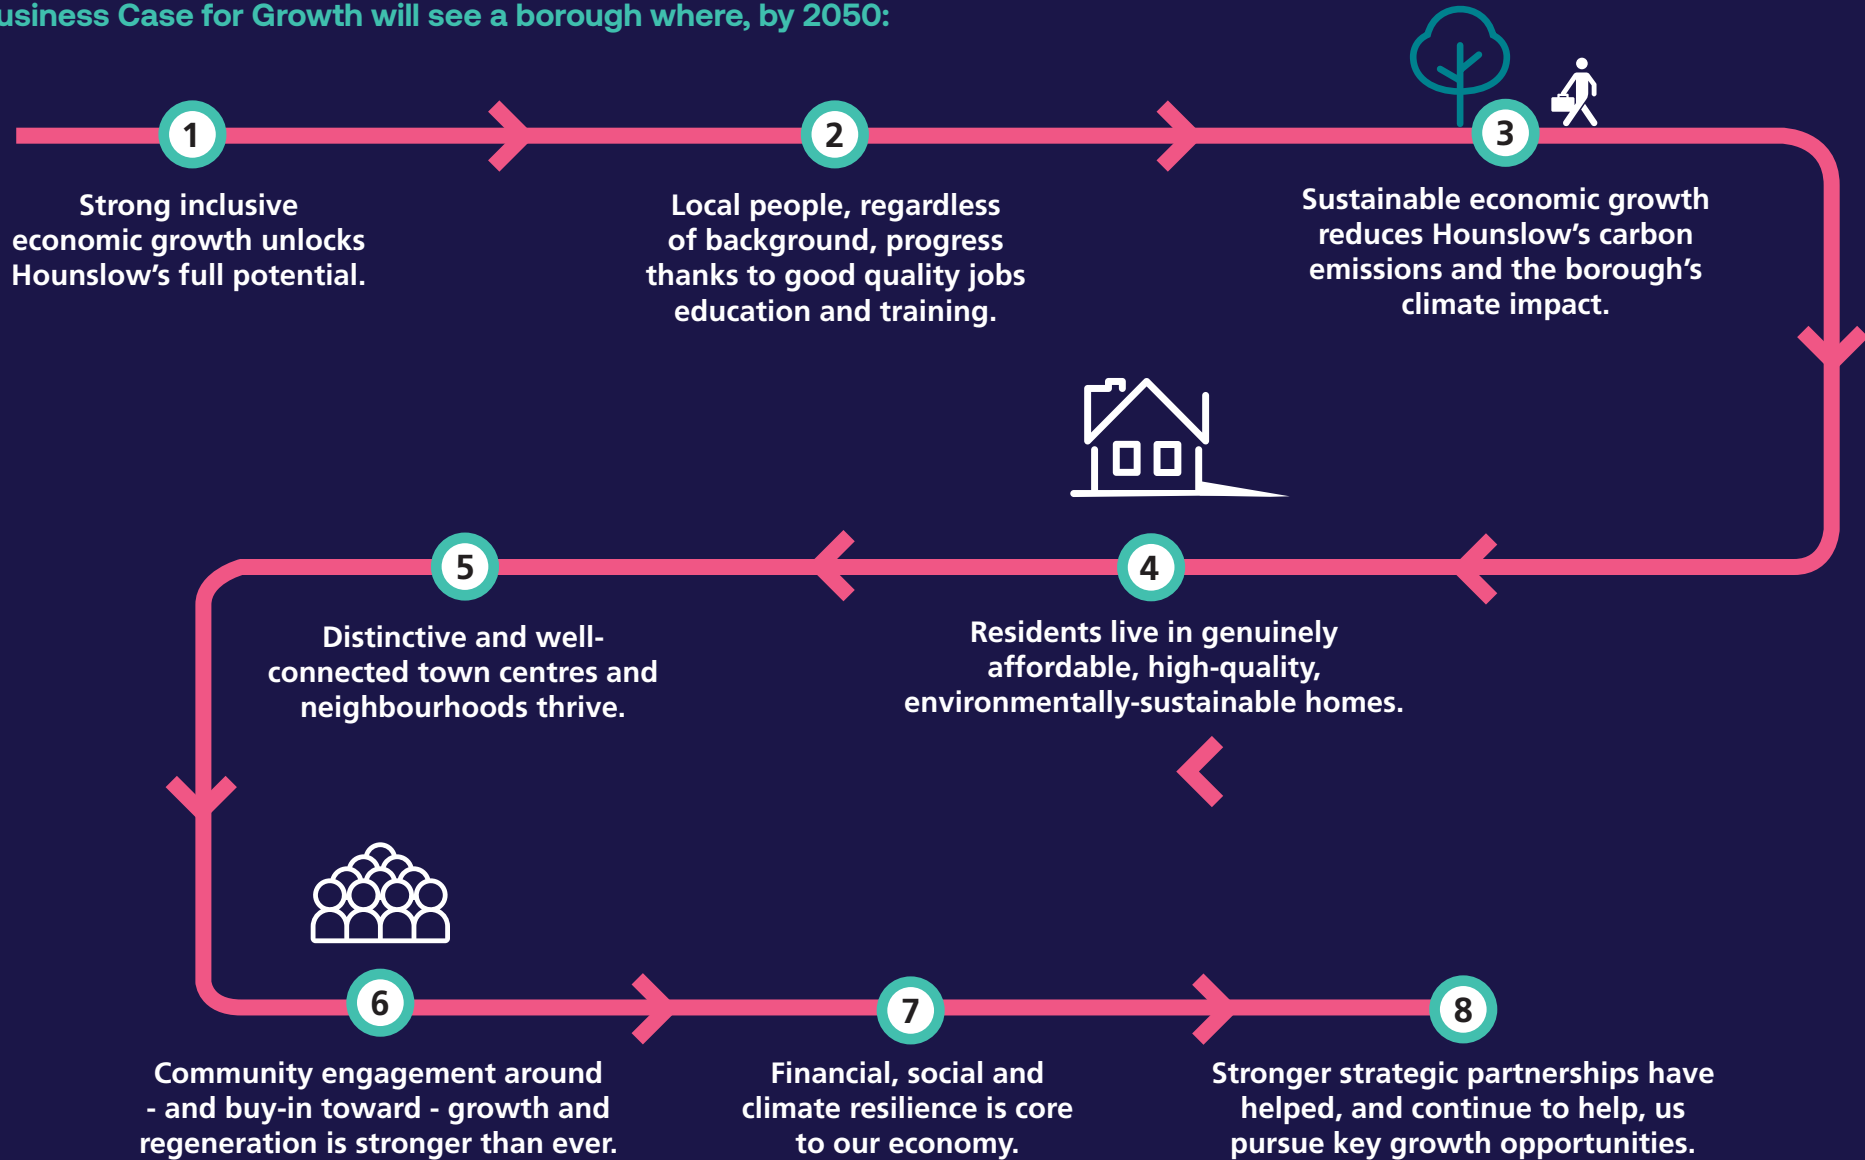 usiness Case for Growth will see a borough where, by 2050:
1
Strong inclusive
economic growth unlocks
Hounslow’s full potential.
2
Local people, regardless
of background, progress
thanks to good quality jobs
education and training.
3
Sustainable economic growth
reduces Hounslow’s carbon
emissions and the borough’s
climate impact.
4
Residents live in genuinely
affordable, high-quality,
environmentally-sustainable homes.
5
Distinctive and well-
connected town centres and
neighbourhoods thrive.
6
Community engagement around
- and buy-in toward - growth and
regeneration is stronger than ever.
7
Financial, social and
climate resilience is core
to our economy.
8
Stronger strategic partnerships have
helped, and continue to help, us
pursue key growth opportunities.